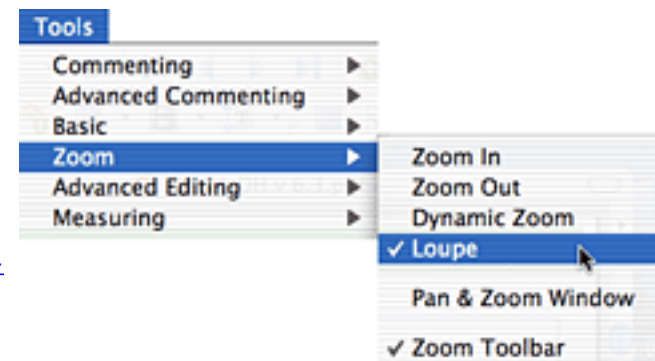 Tools
Commenting
Advanced Commenting
Basic
Zoom
Advanced Editing
Measuring
Zoom In
Zoom Out
Dynamic Zoom
✓ Loupe
Pan & Zoom Window
✓ Zoom Toolbar